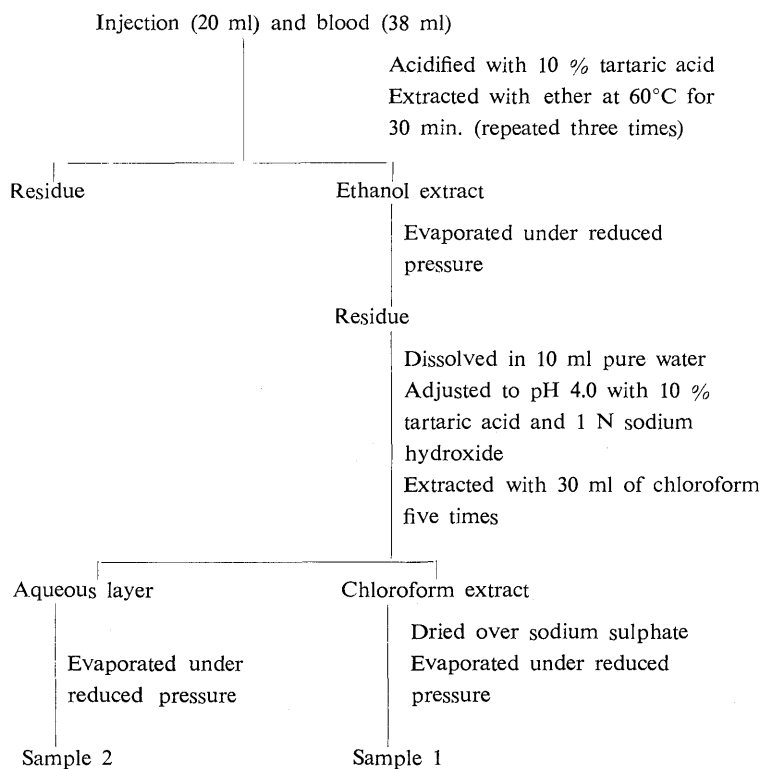 Injection (20 ml) and blood (38 ml)
Acidified with 10 % tartaric acid
Extracted with ether at 60°C for
30 min. (repeated three times)
Residue
Ethanol extract
Evaporated under reduced
pressure
Residue
Dissolved in 10 ml pure water
Adjusted to pH 4.0 with 10 %
tartaric acid and 1 N sodium
hydroxide
Extracted with 30 ml of chloroform
five times
Aqueous layer
Chloroform extract
Dried over sodium sulphate
Evaporated under reduced
pressure
Evaporated under
reduced pressure
Sample 2
Sample 1